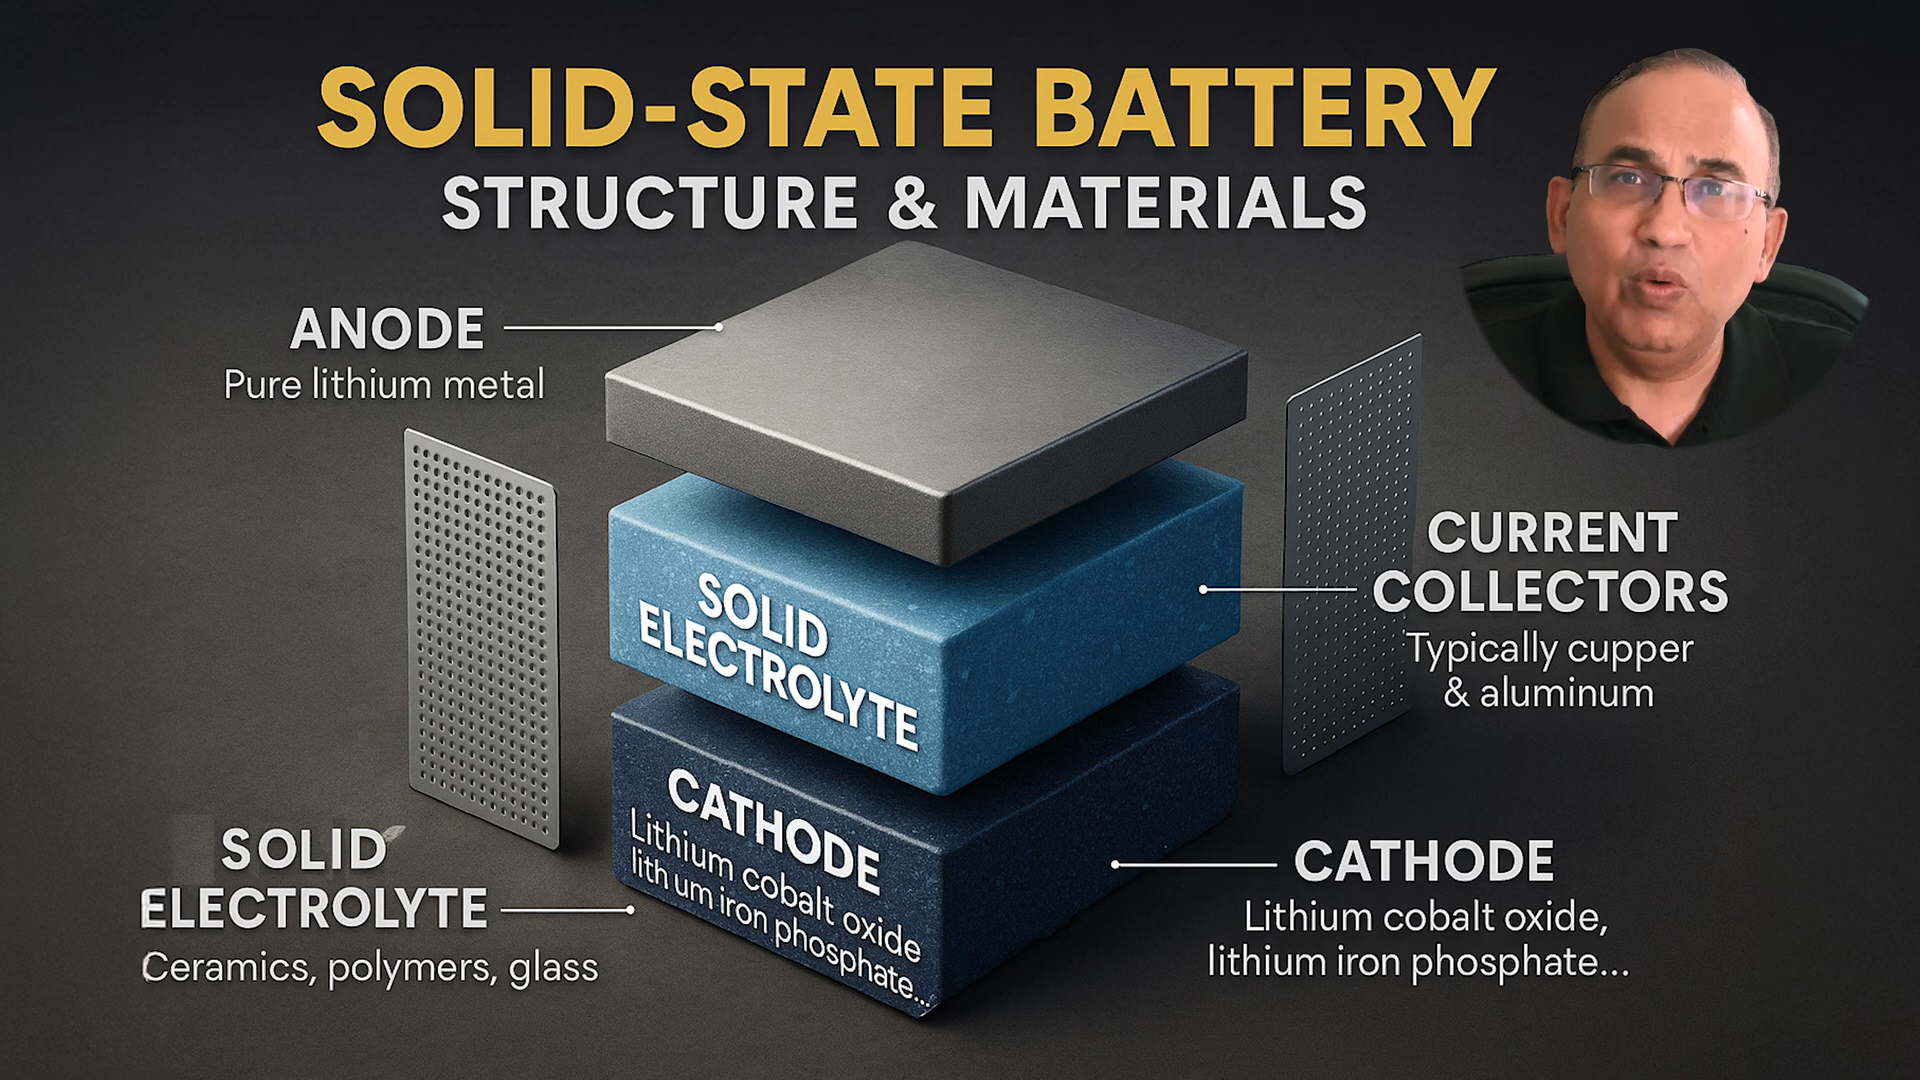 SOLID-STATE BATTERY
STRUCTURE & MATERIALS
ANODE
Pure lithium metal
CURRENT
COLLECTORS
Typically cupper
& aluminum
SOLID
ELECTROLYTE
CATHODE
Lithium cobalt oxide
lith um iron phosphate...
SOLID
ELECTROLYTE
Ceramics, polymers, glass
CATHODE
Lithium cobalt oxide,
lithium iron phosphate...